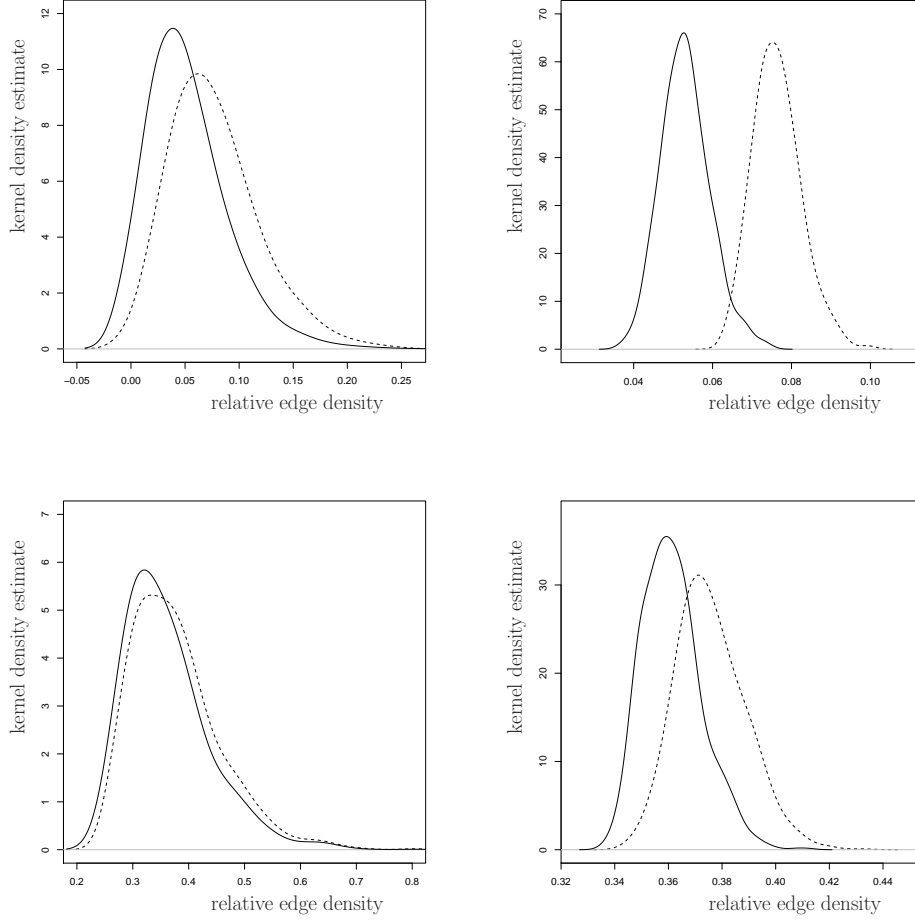 kernel density estimate
0 2 4 6 8 10 12
−0.05 0.00 0.05 0.10 0.15 0.20 0.25
relative edge density
kernel density estimate
0 10 20 30 40 50 60 70
0.04 0.06 0.08 0.10
relative edge density
kernel density estimate
0 1 2 3 4 5 6 7
0.2 0.3 0.4 0.5 0.6 0.7 0.8
relative edge density
kernel density estimate
0 10 20 30
0.32 0.34 0.36 0.38 0.40 0.42 0.44
relative edge density